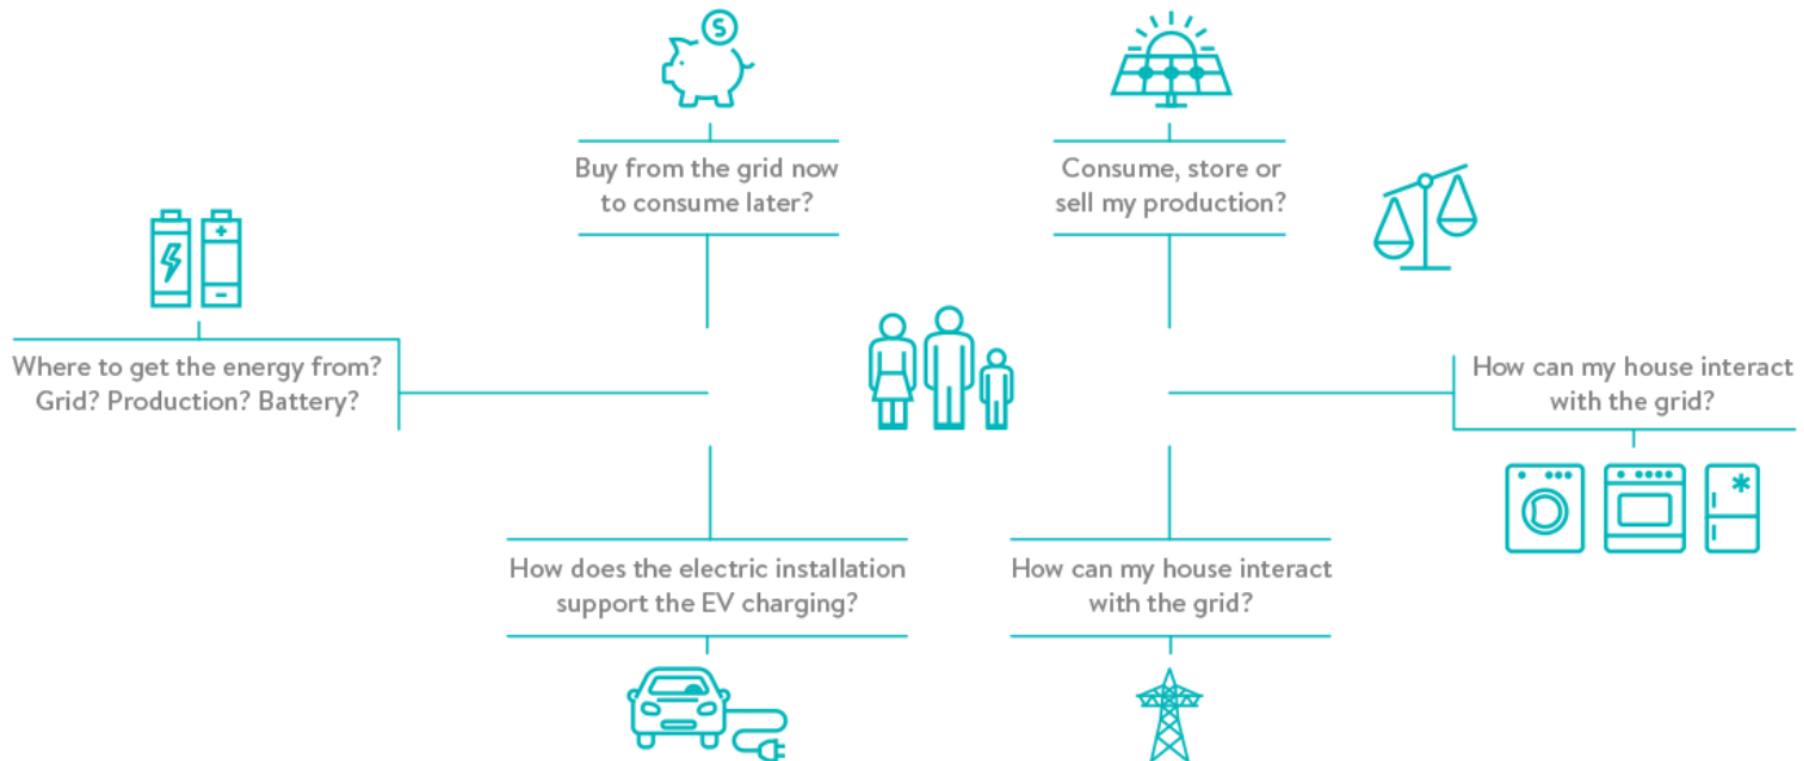 Buy from the grid now
to consume later?
Consume, store or
sell my production?
Where to get the energy from?
Grid? Production? Battery?
How can my house interact
with the grid?
How does the electric installation
support the EV charging?
How can my house interact
with the grid?